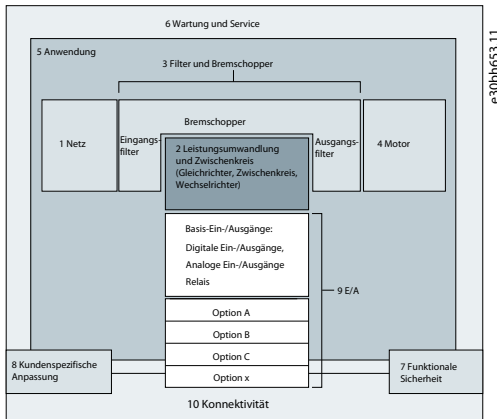 6 Wartung und Service
5 Anwendung
3 Filter und Bremschopper
Bremschopper
1 Netz
Eingangs-
filter
2 Leistungsumwandlung
und Zwischenkreis
(Gleichrichter, Zwischenkreis,
Wechselrichter)
Ausgangs-
filter
4 Motor
Basis-Ein-/Ausgänge:
Digitale Ein-/Ausgänge,
Analoge Ein-/Ausgänge
Relais
9 E/A
Option A
Option B
Option C
Option x
8 Kundenspezifische
Anpassung
7 Funktionale
Sicherheit
10 Konnektivität
e30bh653.11